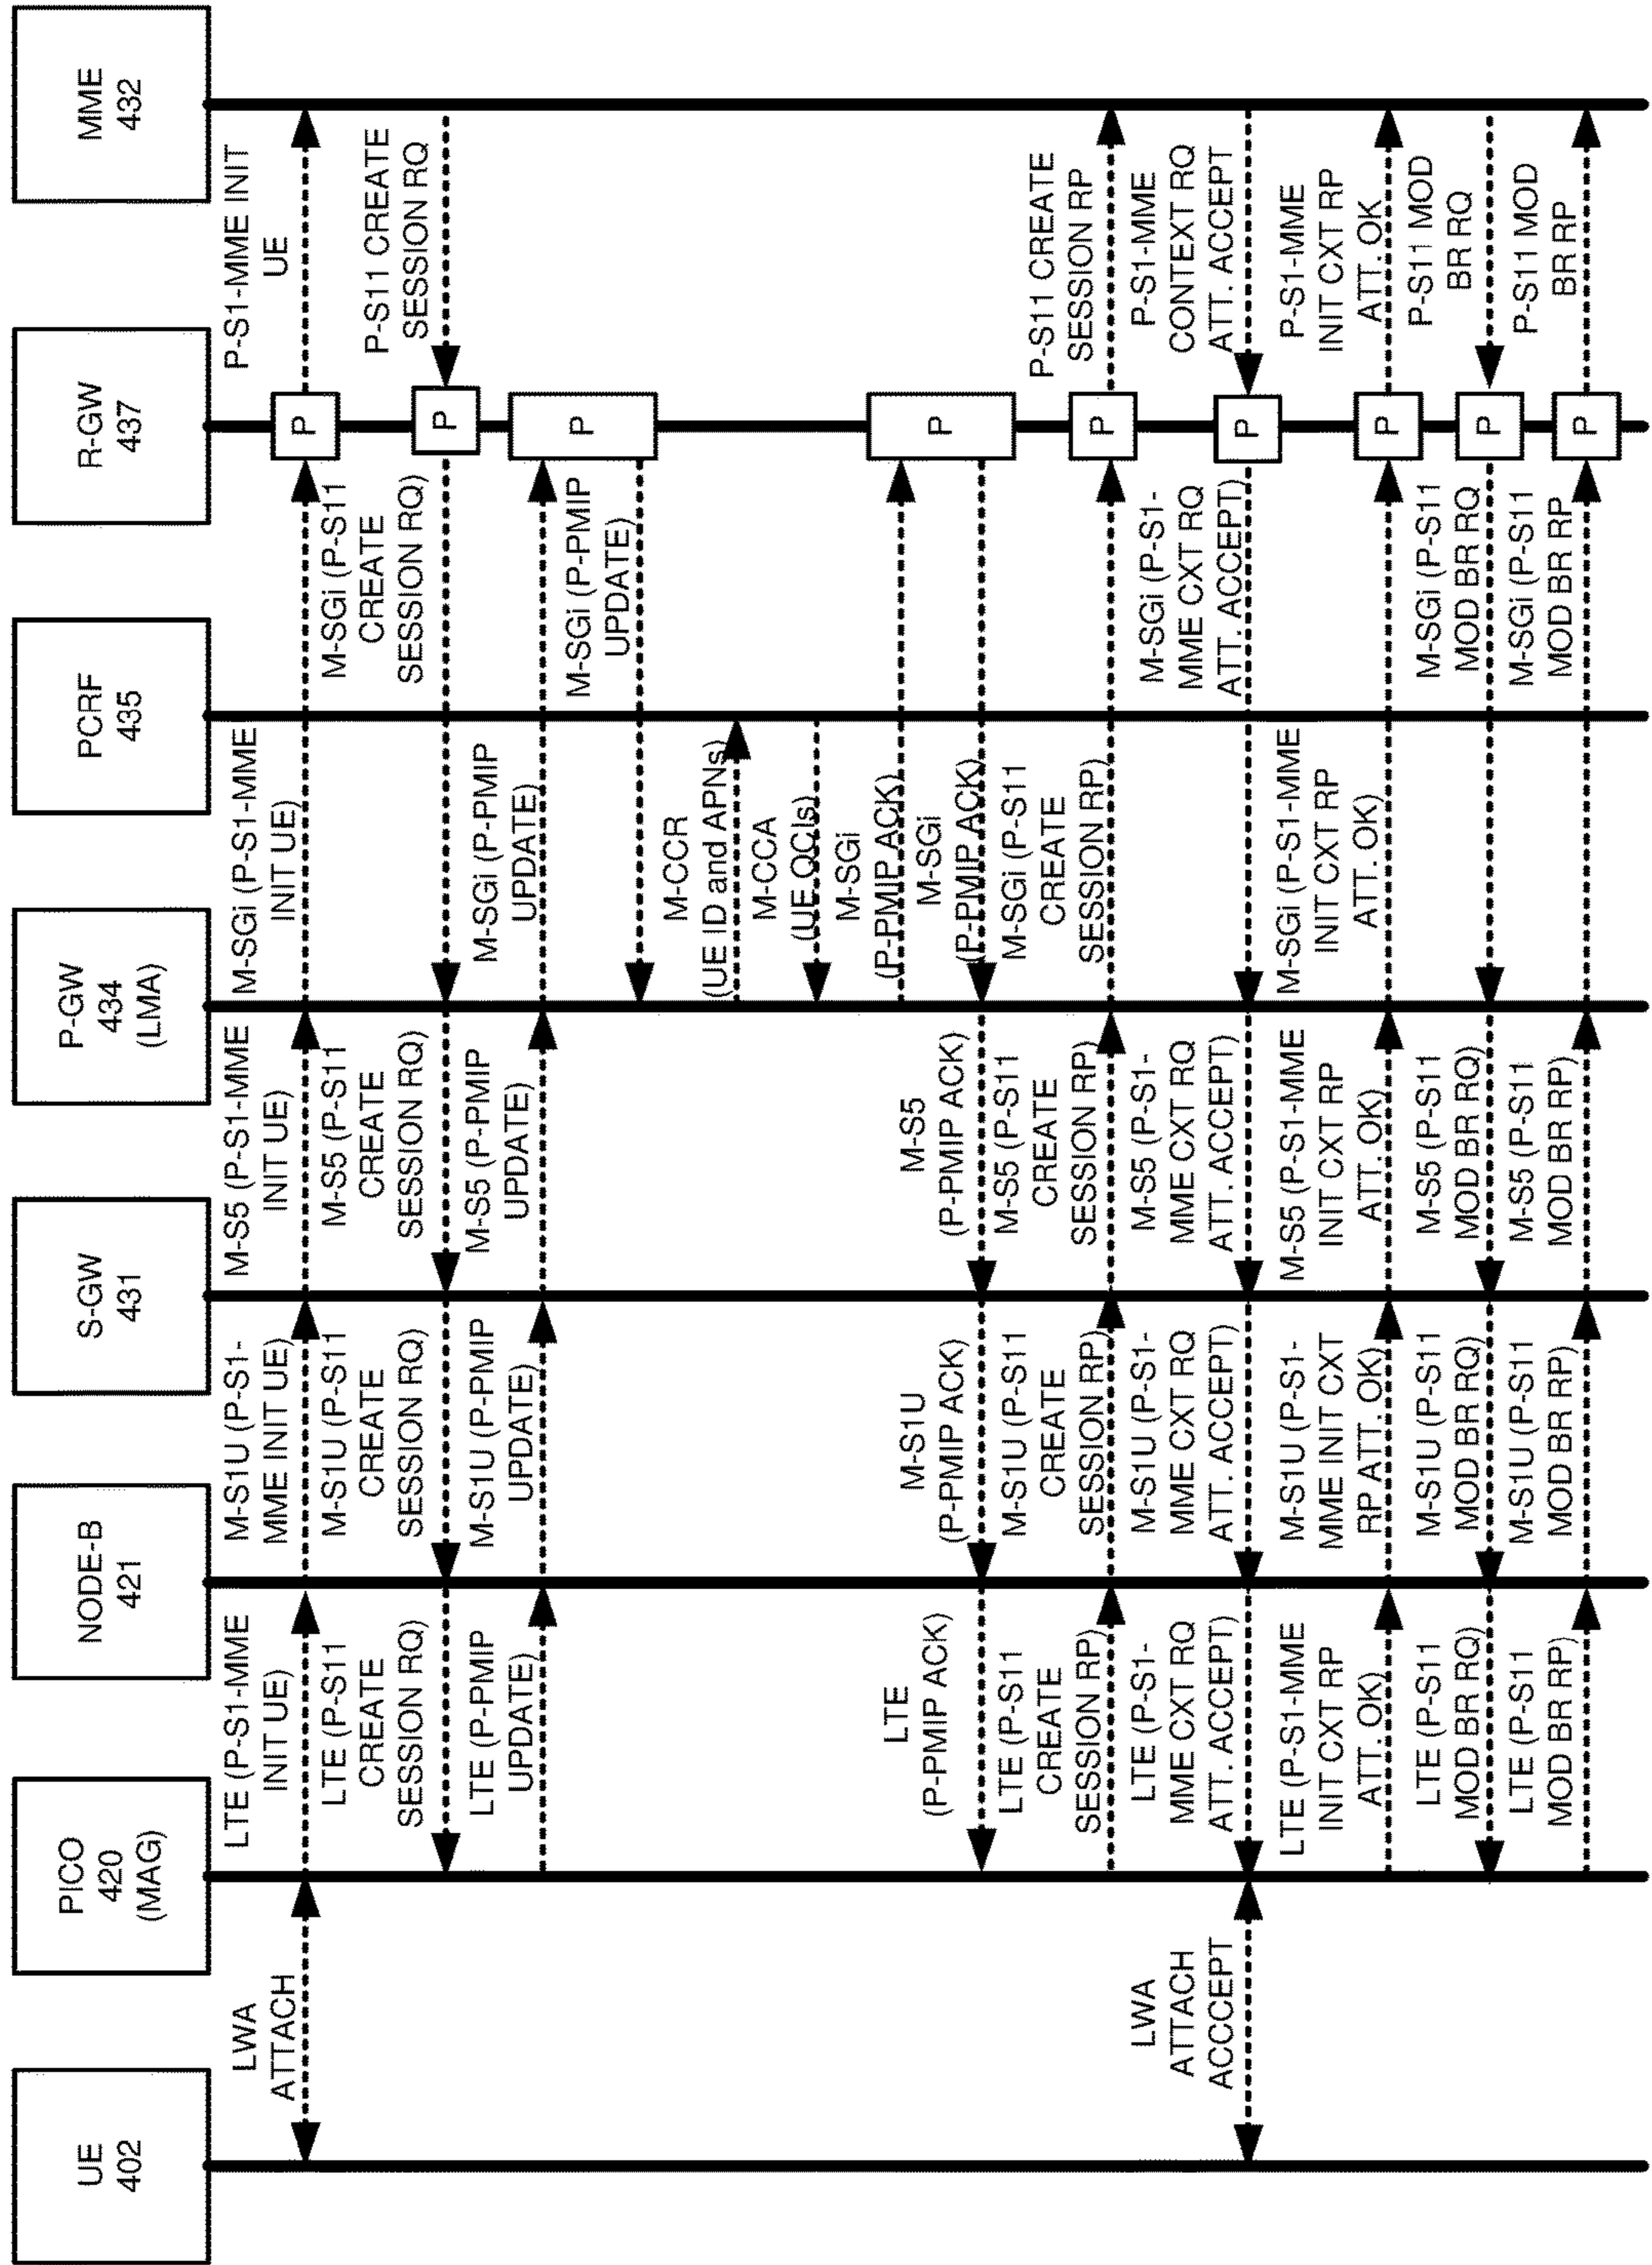 UE
402
PICO
420
(MAG)
NODE-B
421
S-GW
431
P-GW
434
(LMA)
PCRF
435
R-GW
437
MME
432
LWA
ATTACH
LTE (P-S1-MME
INIT UE)
M-S1U (P-S1-
MME INIT UE)
M-S5 (P-S1-MME
INIT UE)
M-SGi (P-S1-MME
INIT UE)
P
P-S1-MME INIT
UE
LTE (P-S11
CREATE
SESSION RQ)
M-S1U (P-S11
CREATE
SESSION RQ)
M-S5 (P-S11
CREATE
SESSION RQ)
M-SGi (P-S11
CREATE
SESSION RQ)
P
P-S11 CREATE
SESSION RQ
LTE (P-PMIP
UPDATE)
M-S1U (P-PMIP
UPDATE)
M-S5 (P-PMIP
UPDATE)
M-SGi (P-PMIP
UPDATE)
M-SGi (P-PMIP
UPDATE)
P
M-CCR
(UE ID and APNs)
M-CCA
(UE QCIs)
M-SGi
(P-PMIP ACK)
P
LTE
(P-PMIP ACK)
M-S1U
(P-PMIP ACK)
M-S5
(P-PMIP ACK)
M-SGi
(P-PMIP ACK)
LTE (P-S11
CREATE
SESSION RP)
M-S1U (P-S11
CREATE
SESSION RP)
M-S5 (P-S11
CREATE
SESSION RP)
M-SGi (P-S11
CREATE
SESSION RP)
P
P-S11 CREATE
SESSION RP
LWA
ATTACH
ACCCEPT
LTE (P-S1-
MME CXT RQ
ATT. ACCEPT)
M-S1U (P-S1-
MME CXT RQ
ATT. ACCEPT)
M-S5 (P-S1-
MME CXT RQ
ATT. ACCEPT)
M-SGi (P-S1-
MME CXT RQ
ATT. ACCEPT)
P
P-S1-MME
CONTEXT RQ
ATT. ACCEPT
LTE (P-S1-MME
INIT CXT RP
ATT. OK)
M-S1U (P-S1-
MME INIT CXT
RP ATT. OK)
M-S5 (P-S1-MME
INIT CXT RP
ATT. OK)
M-SGi (P-S1-MME
INIT CXT RP
ATT. OK)
P
P-S1-MME
INIT CXT RP
ATT. OK
LTE (P-S11
MOD BR RQ)
M-S1U (P-S11
MOD BR RQ)
M-S5 (P-S11
MOD BR RQ)
M-SGi (P-S11
MOD BR RQ
P
P-S11 MOD
BR RQ
LTE (P-S11
MOD BR RP)
M-S1U (P-S11
MOD BR RP)
M-S5 (P-S11
MOD BR RP)
M-SGi (P-S11
MOD BR RP
P
P-S11 MOD
BR RP